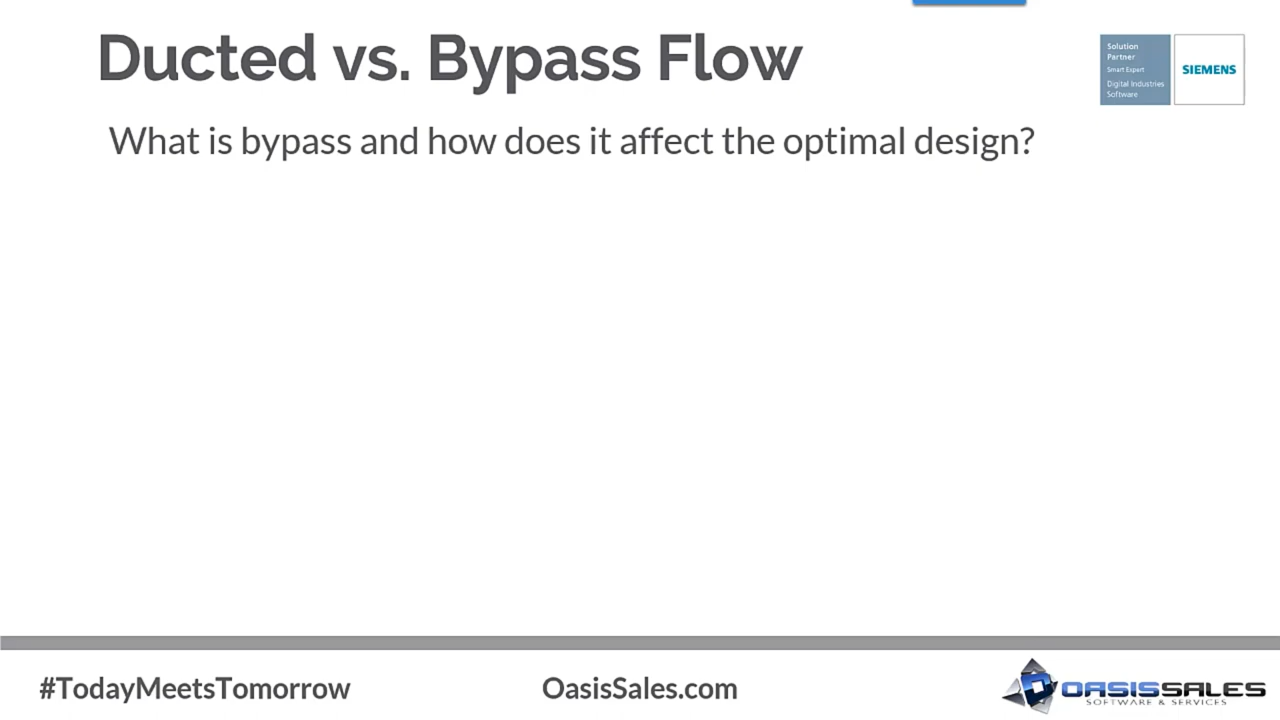 Ducted vs. Bypass Flow
What is bypass and how does it affect the optimal design?
Solution
Partner
Smart Expert
Digital Industries
Software
SIEMENS
#TodayMeetsTomorrow
OasisSales.com
OASISSALES
SOFTWARE & SERVICES